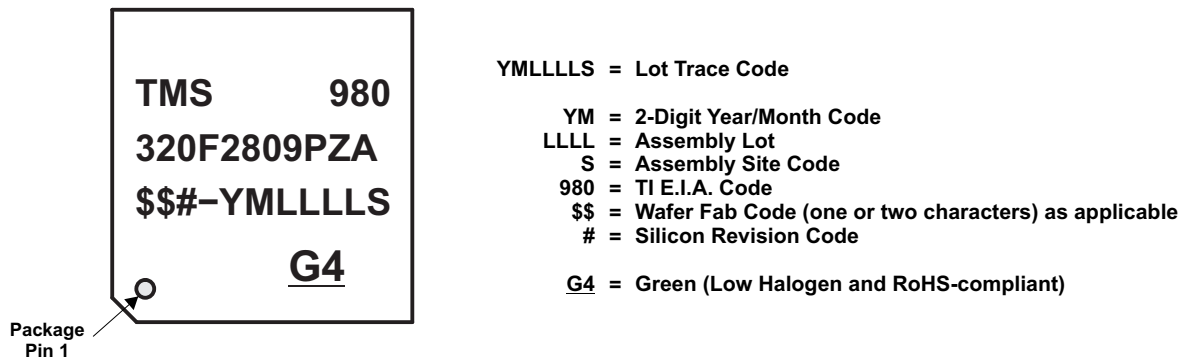 TMS 980
320F2809PZA
$$#−YMLLLLS
G4
Package
Pin 1
YMLLLLS = Lot Trace Code
YM = 2-Digit Year/Month Code
LLLL = Assembly Lot
S = Assembly Site Code
980 = TI E.I.A. Code
$$ = Wafer Fab Code (one or two characters) as applicable
# = Silicon Revision Code
G4 = Green (Low Halogen and RoHS-compliant)